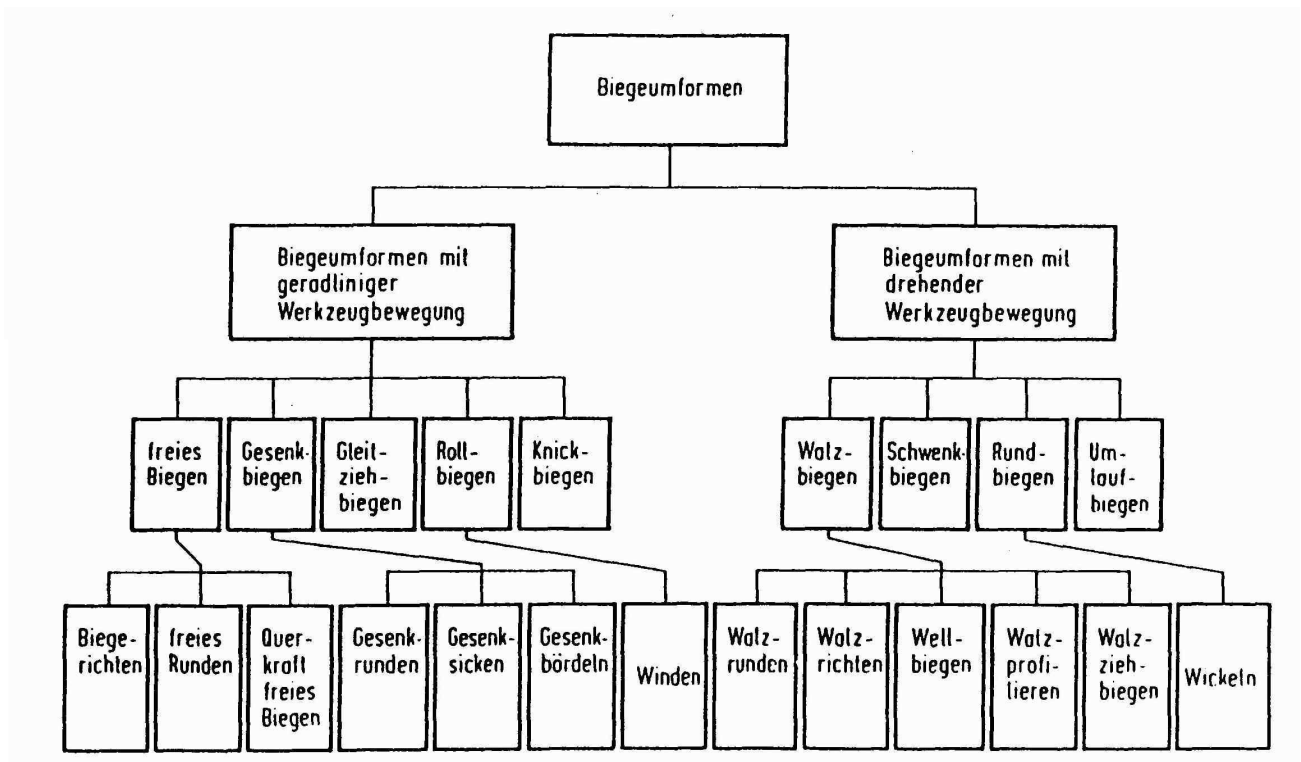 Biegeumformen
Biegeumformen mit
geradliniger
Werkzeugbewegung
Biegeumformen mit
drehender
Werkzeugbewegung
freies
Biegen
Gesenk-
biegen
Gleit-
zieh-
biegen
Roll-
biegen
Knick-
biegen
Walz-
biegen
Schwenk-
biegen
Rund-
biegen
Um-
lauf-
biegen
Biege-
richten
freies
Runden
Quer-
kraft
freies
Biegen
Gesenk-
runden
Gesenk-
sicken
Gesenk-
bördeln
Winden
Walz-
runden
Walz-
richten
Well-
biegen
Walz-
profi-
lieren
Walz-
zieh-
biegen
Wickeln